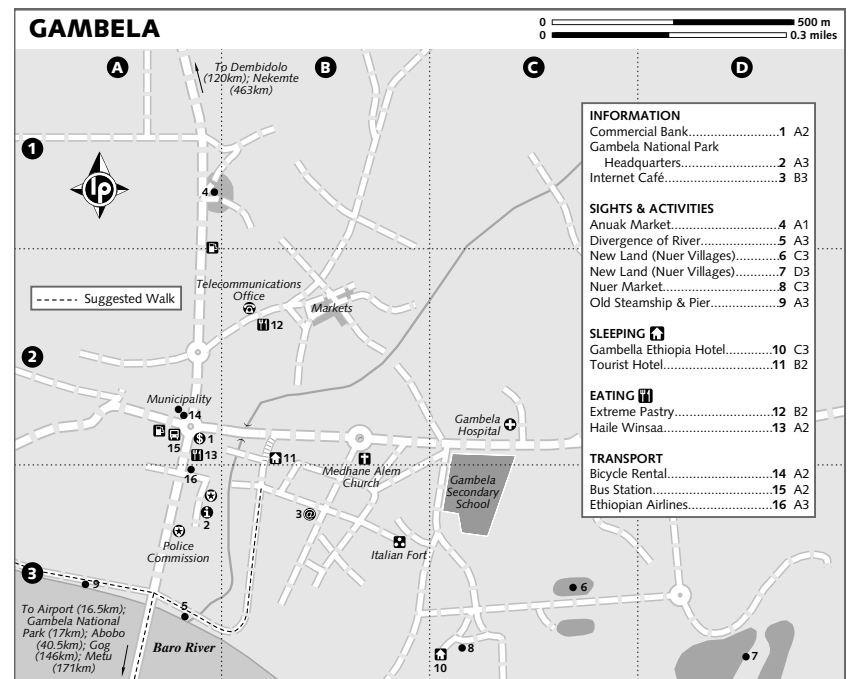 GAMBELA
0 500 m
0 0.3 miles
A
B
C
D
To Dembidolo
(120km); Nekemte
(463km)
1
lp
4
INFORMATION
Commercial Bank............................1 A2
Gambela National Park
Headquarters............................2 A3
Internet Café................................3 B3
SIGHTS & ACTIVITIES
Anuak Market................................4 A1
Divergence of River........................5 A3
New Land (Nuer Villages)................6 C3
New Land (Nuer Villages)................7 D3
Nuer Market..................................8 C3
Old Steamship & Pier......................9 A3
SLEEPING
Gambella Ethiopia Hotel................10 C3
Tourist Hotel................................11 B2
EATING
Extreme Pastry..............................12 B2
Haile Winsaa.................................13 A2
TRANSPORT
Bicycle Rental...............................14 A2
Bus Station...................................15 A2
Ethiopian Airlines..........................16 A3
Suggested Walk
Telecommunications
Office
Markets
12
2
Municipality
14
15
$ 1
13
16
11
Medhane Alem
Church
Gambela
Hospital
Gambela
Secondary
School
2
3 @
Police
Commission
Italian Fort
3
9
5
6
To Airport (16.5km);
Gambela National
Park (17km); Abobo
(40.5km); Gog
(146km); Metu
(171km)
Baro River
10
8
7